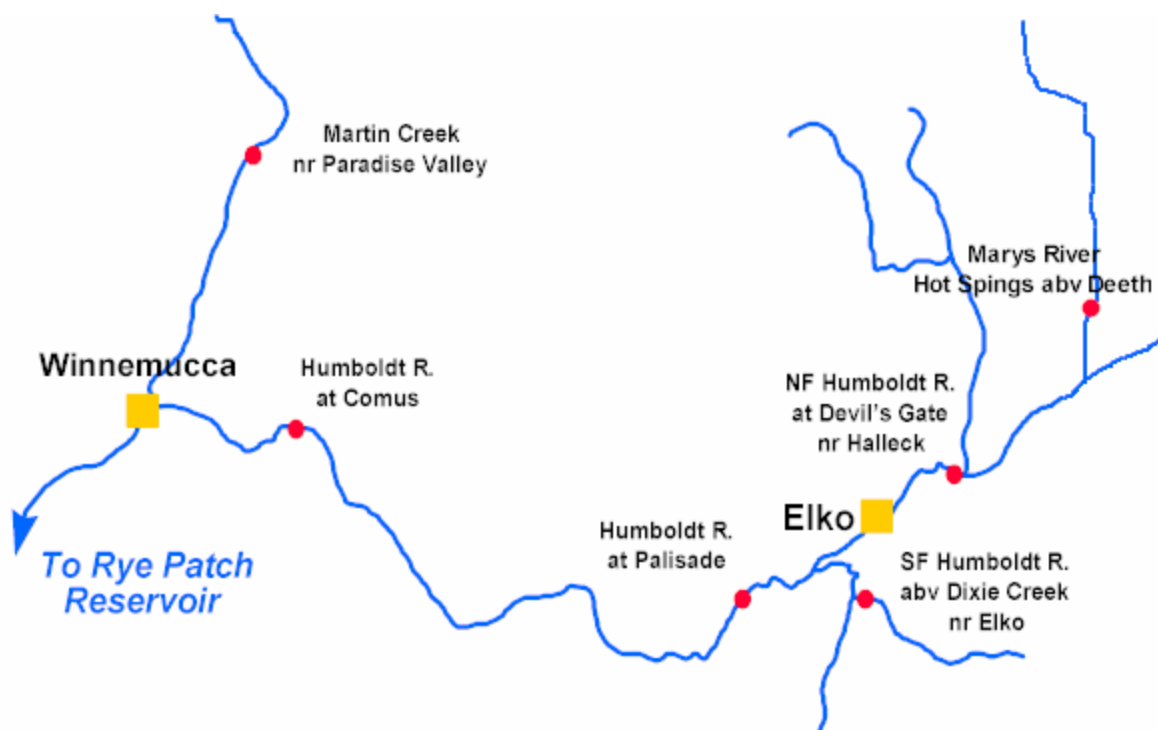 Martin Creek
nr Paradise Valley
Marys River
Hot Spings abv Deeth
Winnemucca
Humboldt R.
at Comus
NF Humboldt R.
at Devil's Gate
nr Halleck
Elko
Humboldt R.
at Palisade
SF Humboldt R.
abv Dixie Creek
nr Elko
To Rye Patch
Reservoir